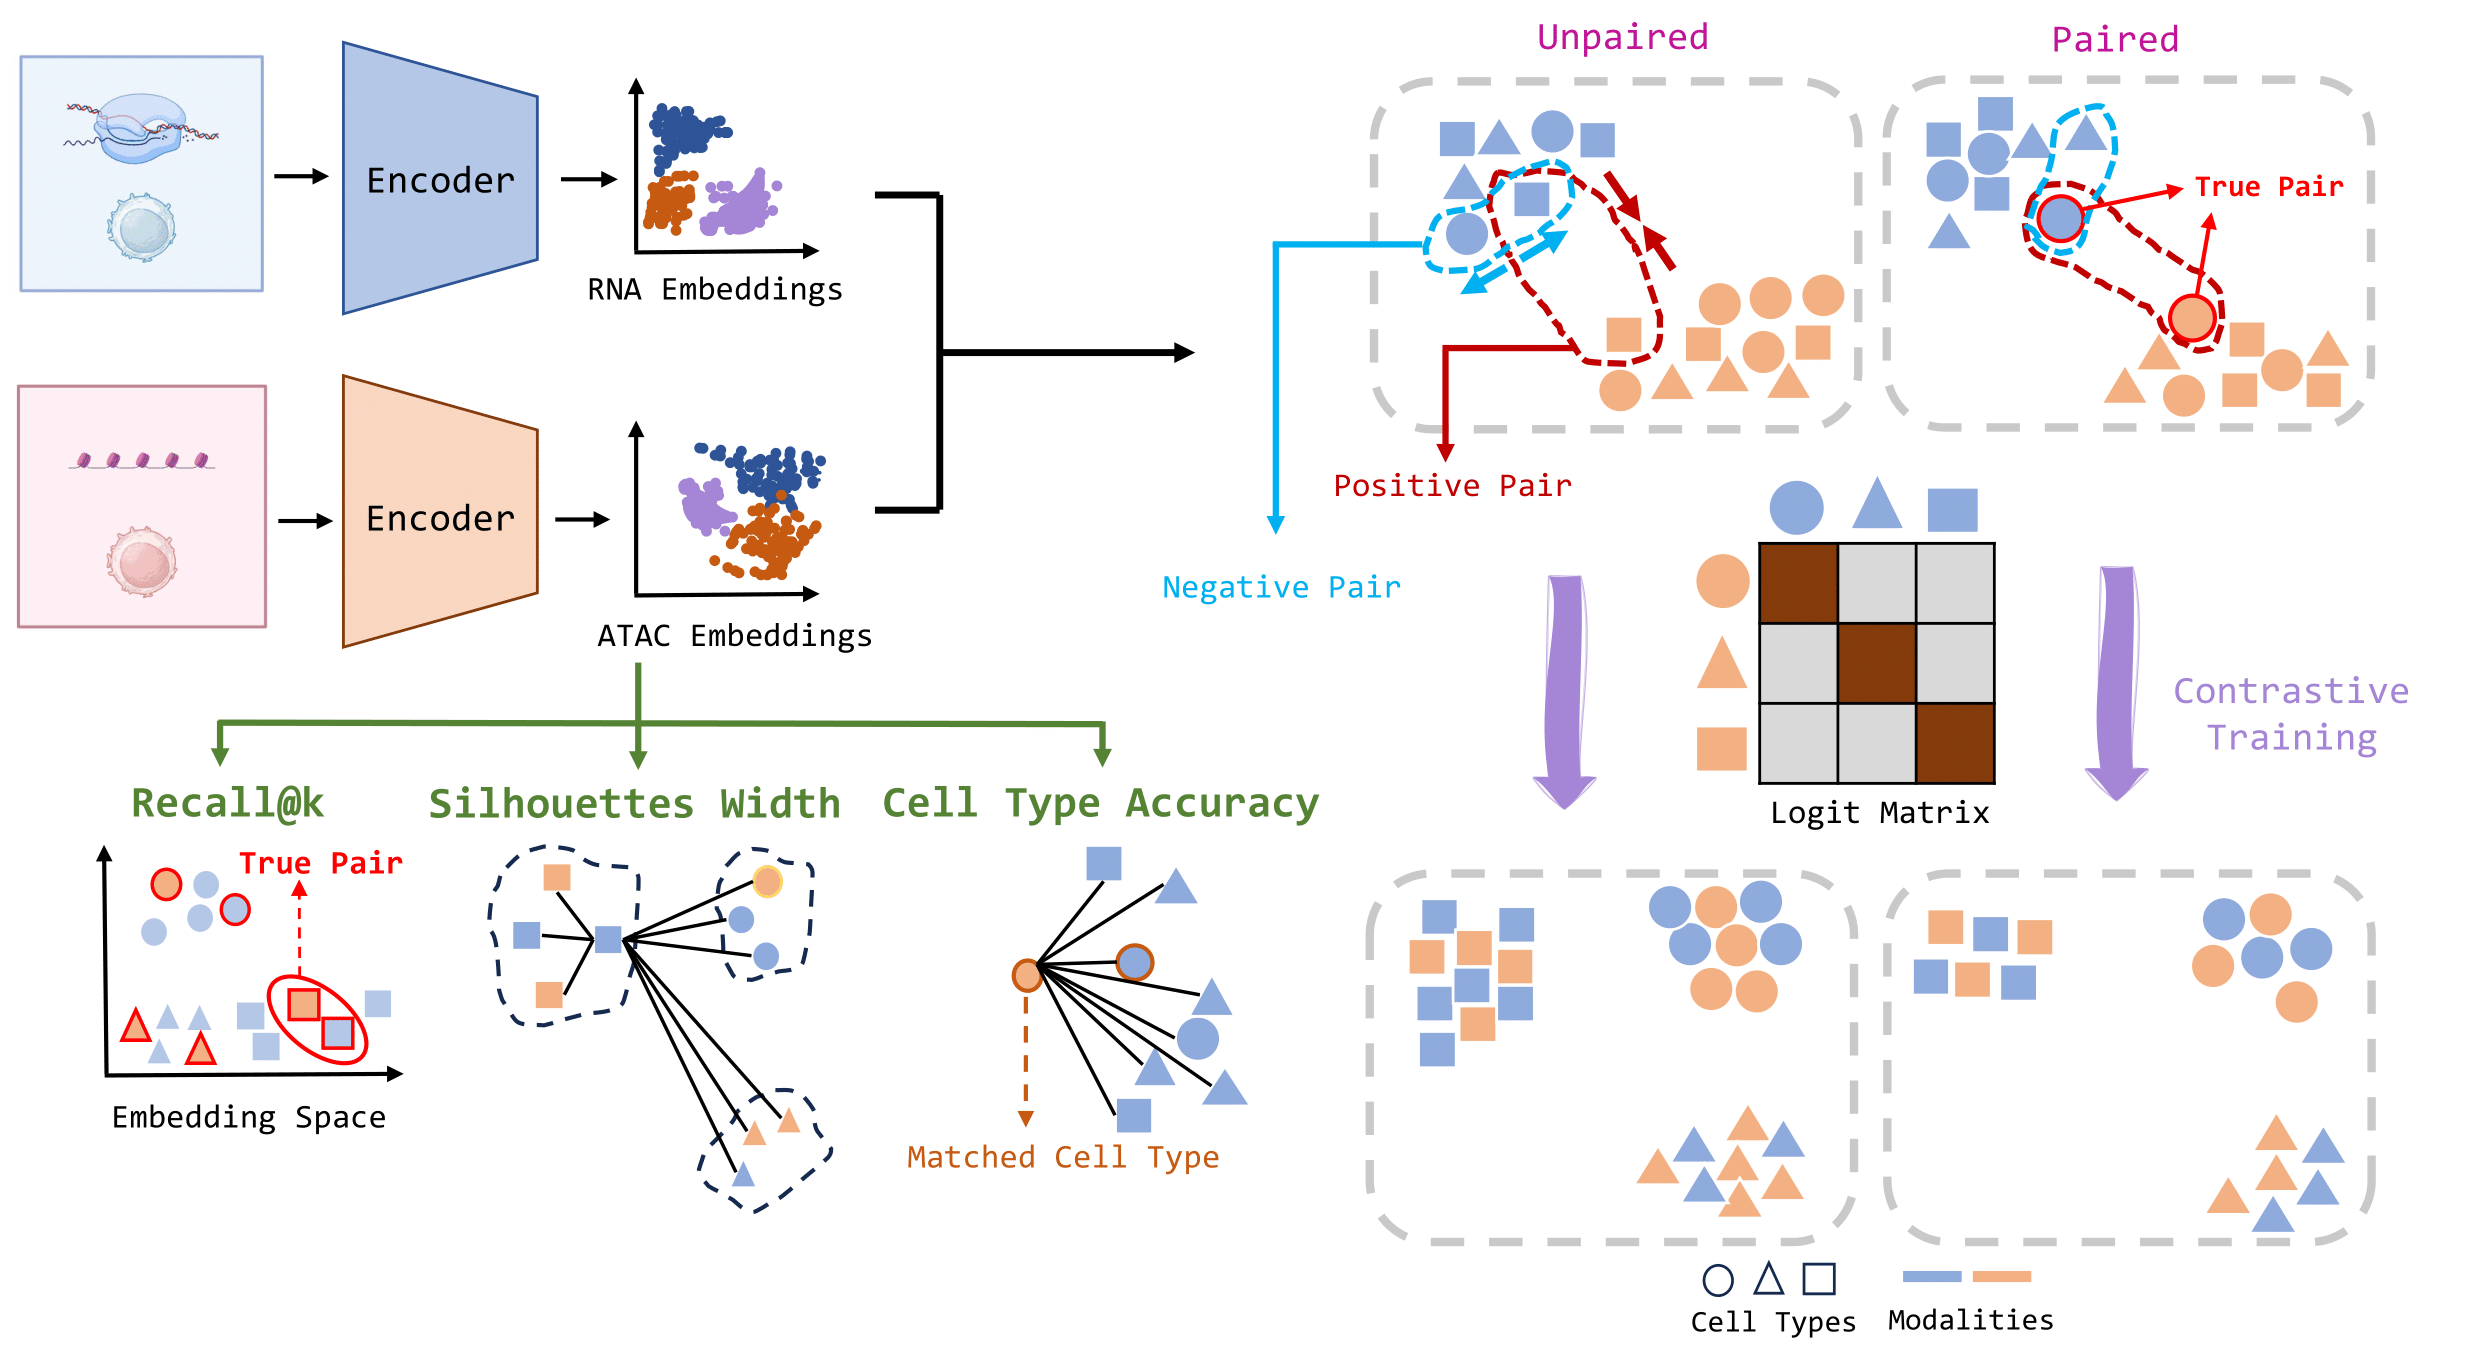 Unpaired
Paired
Encoder
RNA Embeddings
True Pair
Encoder
ATAC Embeddings
Positive Pair
Negative Pair
Contrastive
Training
Logit Matrix
Recall@k
Silhouettes Width
Cell Type Accuracy
True Pair
Embedding Space
Matched Cell Type
Cell Types
Modalities